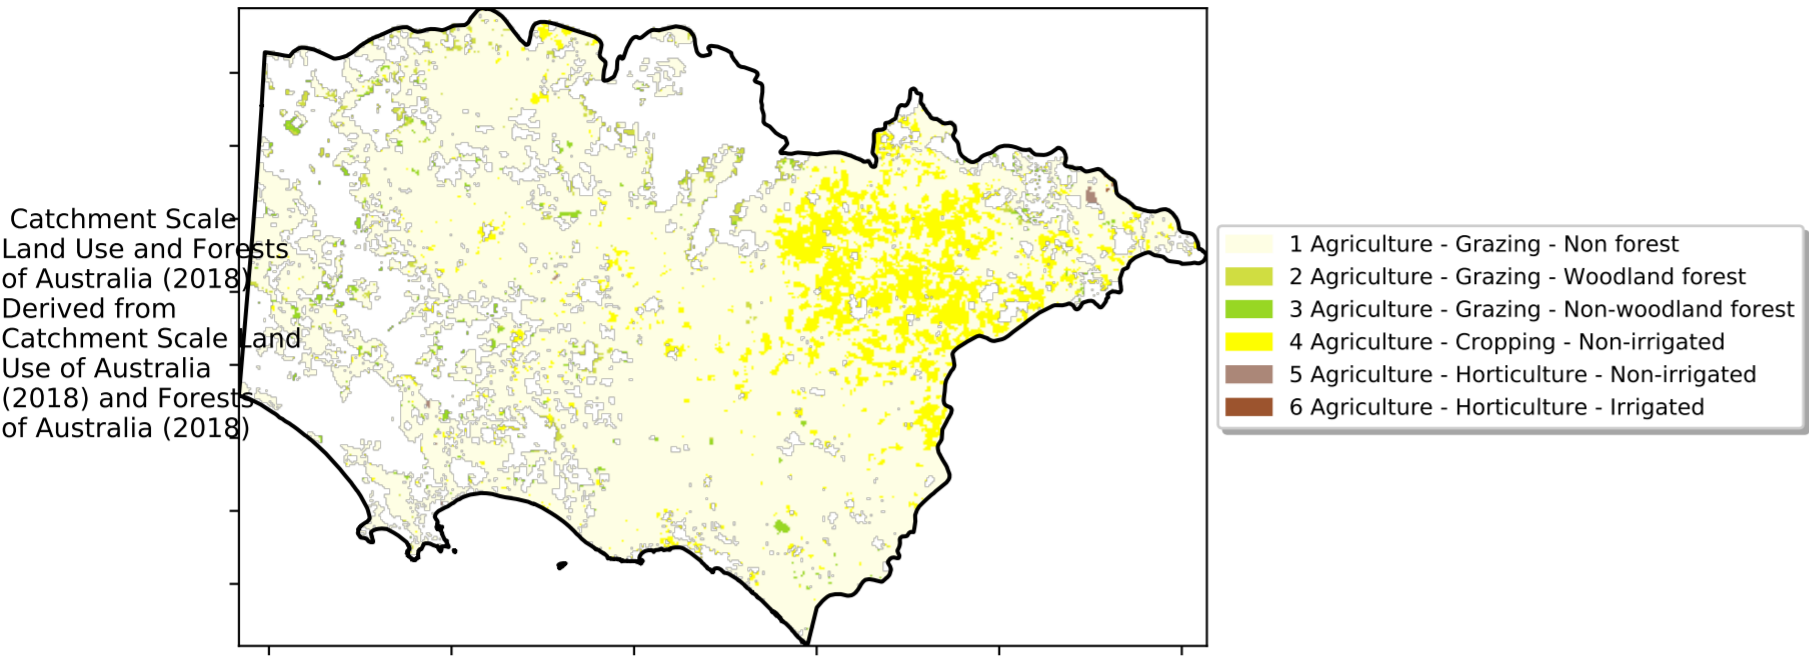 Catchment Scale
Land Use and Forests
of Australia (2018)
Derived from
Catchment Scale Land
Use of Australia
(2018) and Forests
of Australia (2018)
1 Agriculture - Grazing - Non forest
2 Agriculture - Grazing - Woodland forest
3 Agriculture - Grazing - Non-woodland forest
4 Agriculture - Cropping - Non-irrigated
5 Agriculture - Horticulture - Non-irrigated
6 Agriculture - Horticulture - Irrigated